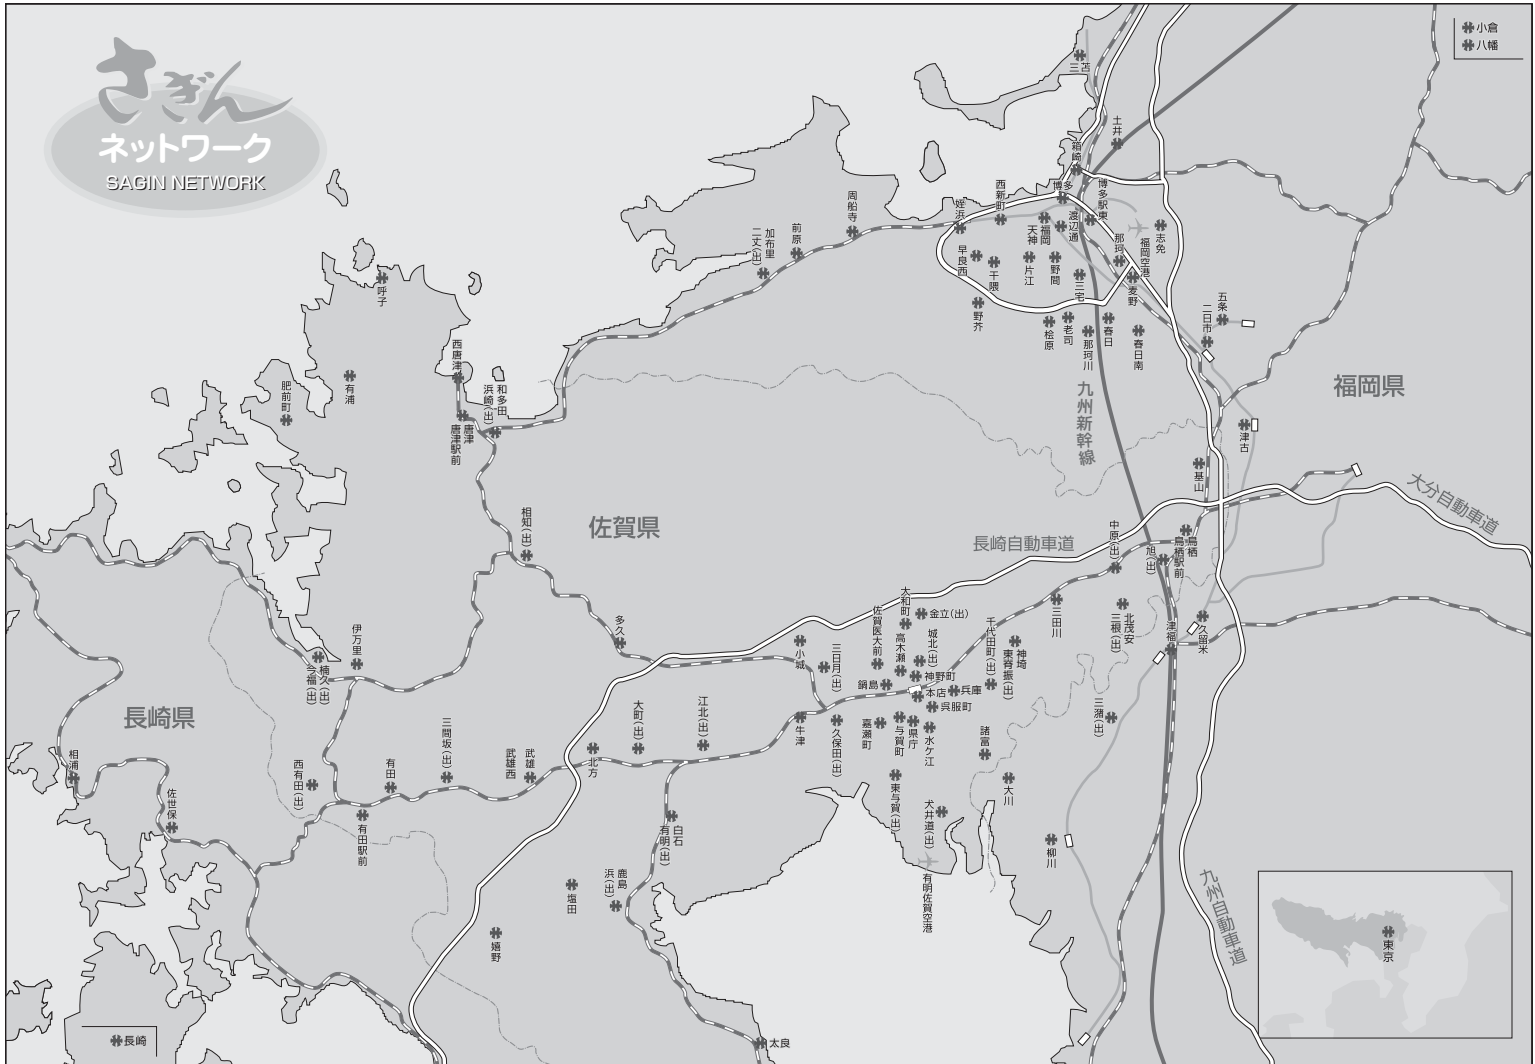 さぎん
ネットワーク
SAGIN NETWORK
小倉
八幡
三苫
土井
箱崎
博多
博多駅東
西新町
姪浜
周船寺
前原
加布里
二丈(出)
福岡
天神
渡辺通
那珂
福岡空港
志免
早良西
干隈
片江
野間
三宅
麦野
野芥
桧原
老司
那珂川
春日
春日南
五条
二日市
呼子
西唐津
有浦
肥前町
和多田
浜崎(出)
唐津
唐津駅前
九州新幹線
福岡県
津古
基山
大分自動車道
佐賀県
相知(出)
長崎自動車道
中原(出)
鳥栖
鳥栖駅前
旭(出)
大和町
金立(出)
三田川
北茂安
三根(出)
久留米
津福
多久
小城
三日月(出)
佐賀医大前
高木瀬
城北(出)
千代田町(出)
神埼
東脊振(出)
伊万里
楠久(出)
今福(出)
鍋島
神野町
本店
兵庫
呉服町
長崎県
三間坂(出)
大町(出)
江北(出)
牛津
久保田(出)
嘉瀬町
与賀町
県庁
水ケ江
諸富
三潴(出)
相浦
西有田(出)
有田
武雄
武雄西
北方
東与賀(出)
大川
佐世保
有田駅前
白石
有明(出)
犬井道(出)
柳川
塩田
鹿島
浜(出)
有明佐賀空港
九州自動車道
嬉野
東京
長崎
太良